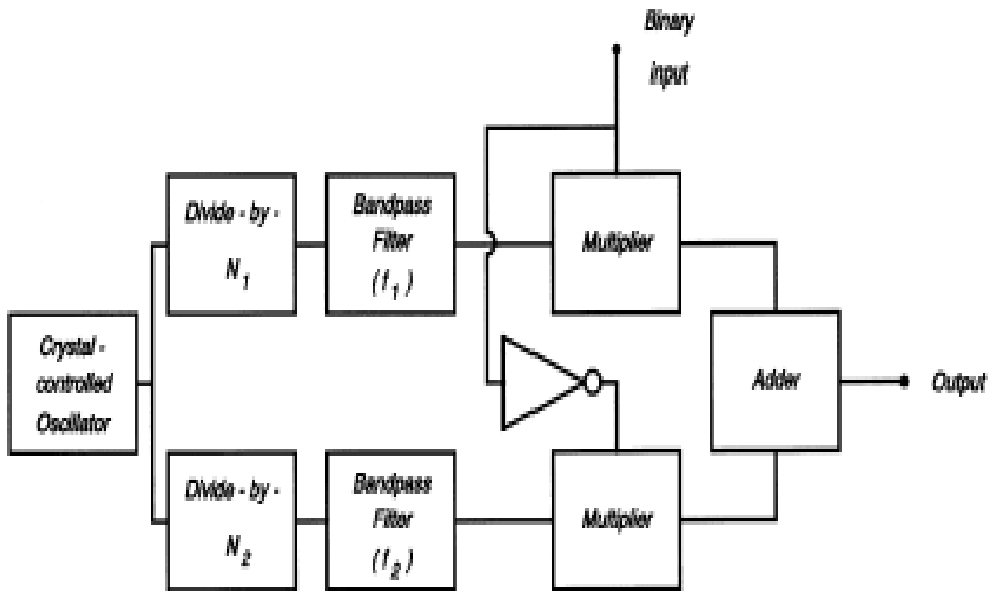 Binary
input
Divide - by -
N1
Bandpass
Filter
(f1)
Multiplier
Crystal -
controlled
Oscillator
Adder
Output
Divide - by -
N2
Bandpass
Filter
(f2)
Multiplier